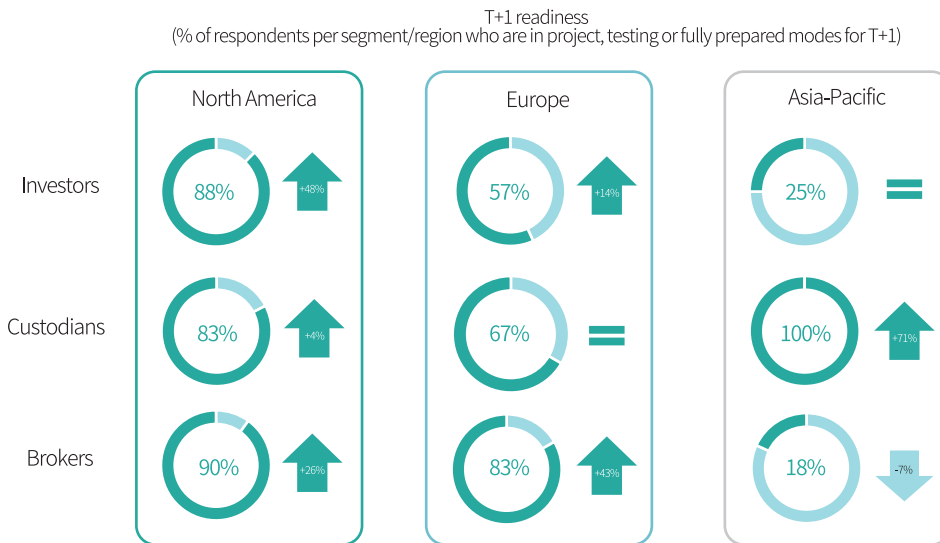 T+1 readiness
(% of respondents per segment/region who are in project, testing or fully prepared modes for T+1)
North America
Europe
Asia-Pacific
Investors
88%
+48%
57%
+14%
25%
=
Custodians
83%
+4%
67%
=
100%
+71%
Brokers
90%
+26%
83%
+43%
18%
-7%